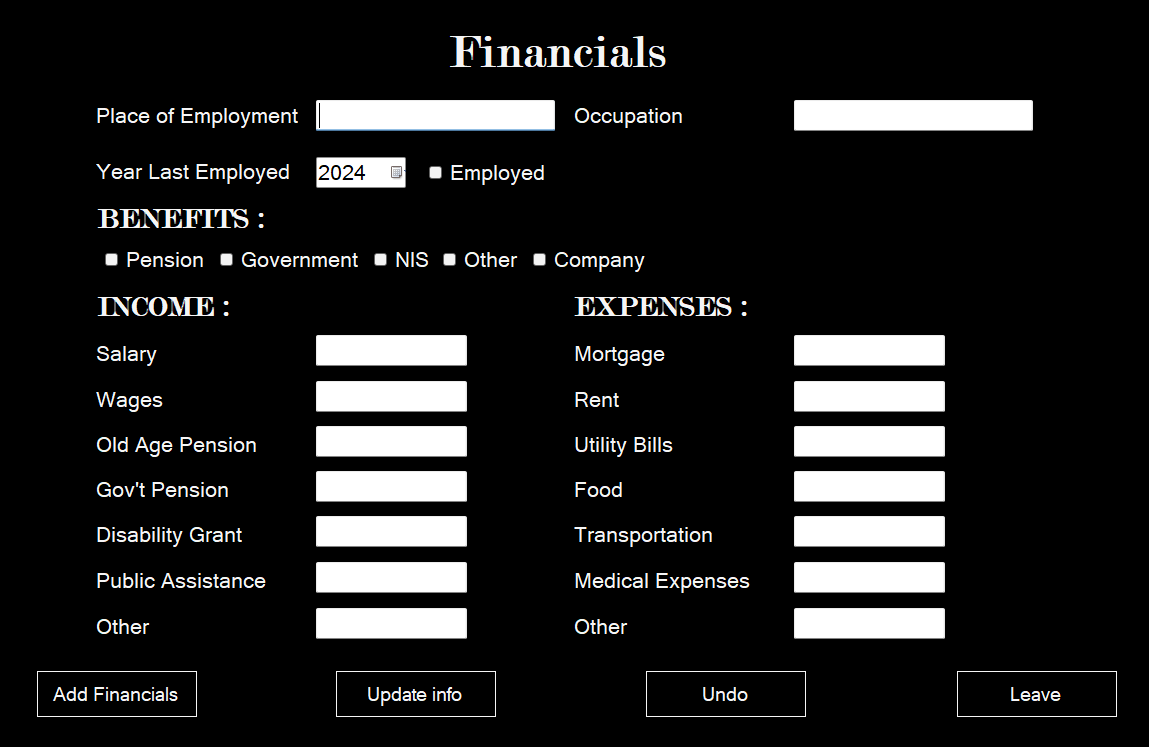 Financials
Place of Employment Occupation
Year Last Employed 2024 Employed
BENEFITS :
Pension Government NIS Other Company
INCOME : EXPENSES :
Salary Mortgage
Wages Rent
Old Age Pension Utility Bills
Gov't Pension Food
Disability Grant Transportation
Public Assistance Medical Expenses
Other Other
Add Financials Update info Undo Leave